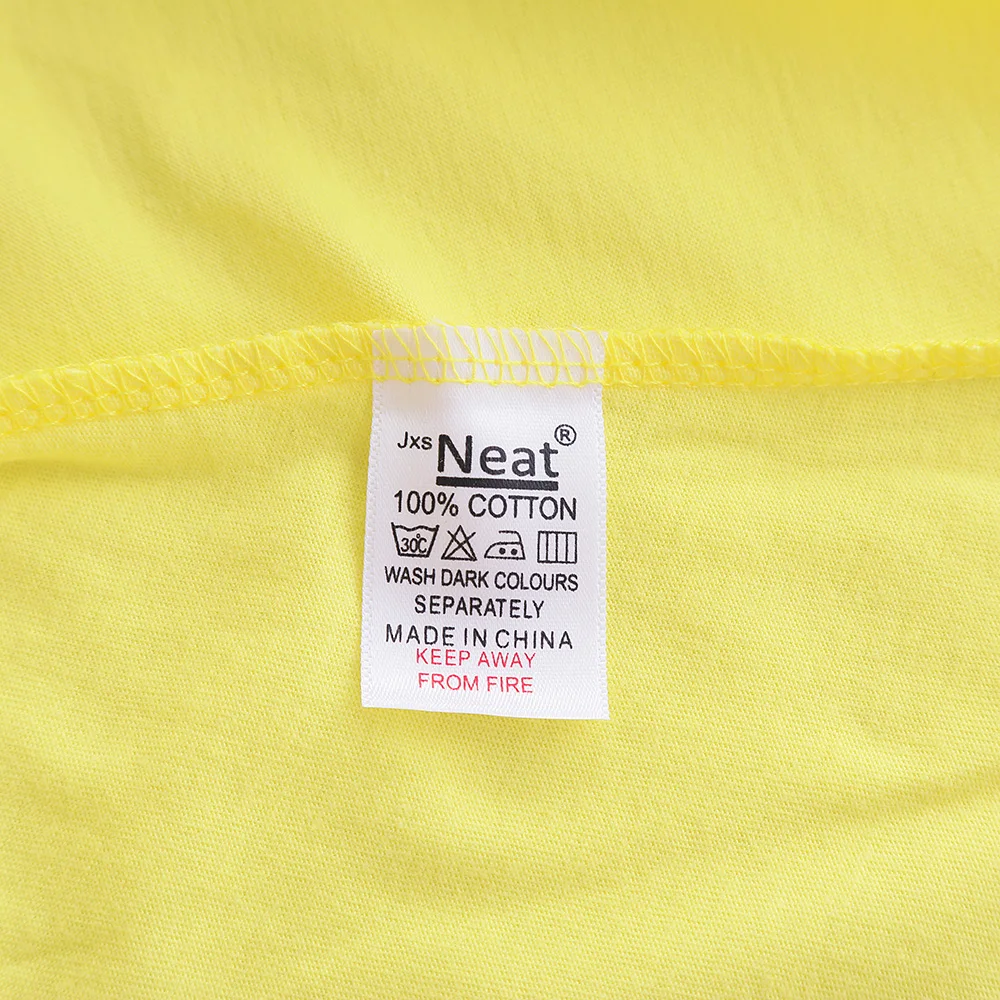 Jxs Neat®
100% COTTON
30°C
WASH DARK COLOURS
SEPARATELY
MADE IN CHINA
KEEP AWAY
FROM FIRE